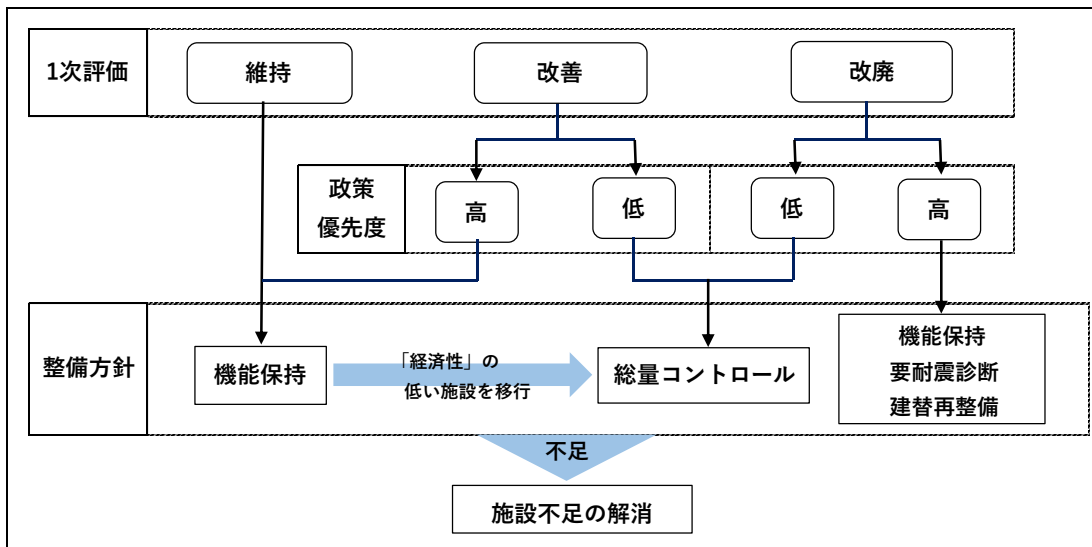 1次評価
維持
改善
改廃
政策
優先度
高
低
低
高
整備方針
機能保持
「経済性」の
低い施設を移行
総量コントロール
機能保持
要耐震診断
建替再整備
不足
施設不足の解消